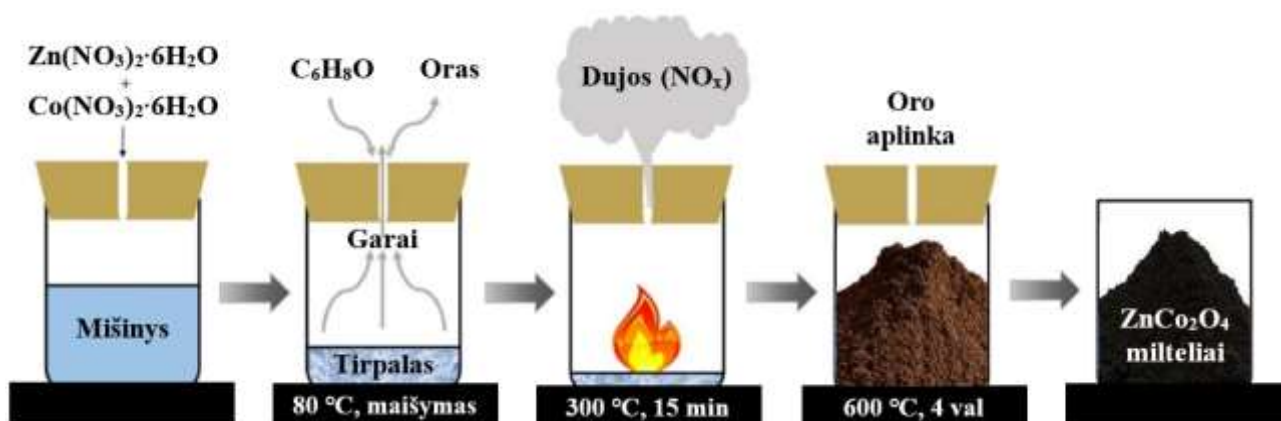 Zn(NO₃)₂·6H₂O
+
Co(NO₃)₂·6H₂O
Mišinys
C₆H₈O
Oras
Garai
Tirpalas
80 °C, maišymas
Dujos (NOₓ)
300 °C, 15 min
Oro
aplinka
600 °C, 4 val
ZnCo₂O₄
milteliai